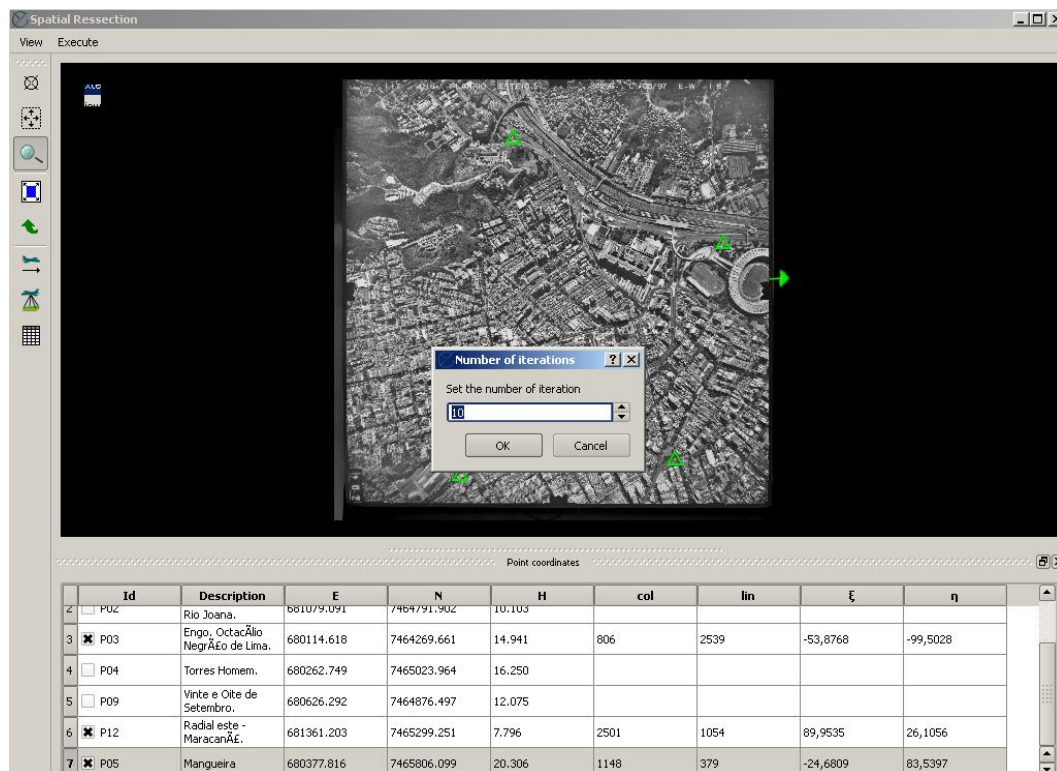 Spatial Ressection
View Execute
Number of iterations
Set the number of iteration
10
OK Cancel
Point coordinates
Id Description E N H col lin ξ η
2 P02 Rio Joana. 681079.091 7464791.902 10.103
3 P03 Engo. OctacÃlio 680114.618 7464269.661 14.941 806 2539 -53,8768 -99,5028
NegrÃ£o de Lima.
4 P04 Torres Homem. 680262.749 7465023.964 16.250
5 P09 Vinte e Oite de 680626.292 7464876.497 12.075
Setembro.
6 P12 Radial este - 681361.203 7465299.251 7.796 2501 1054 89,9535 26,1056
MaracanÃ£.
7 P05 Mangueira 680377.816 7465806.099 20.306 1148 379 -24,6809 83,5397